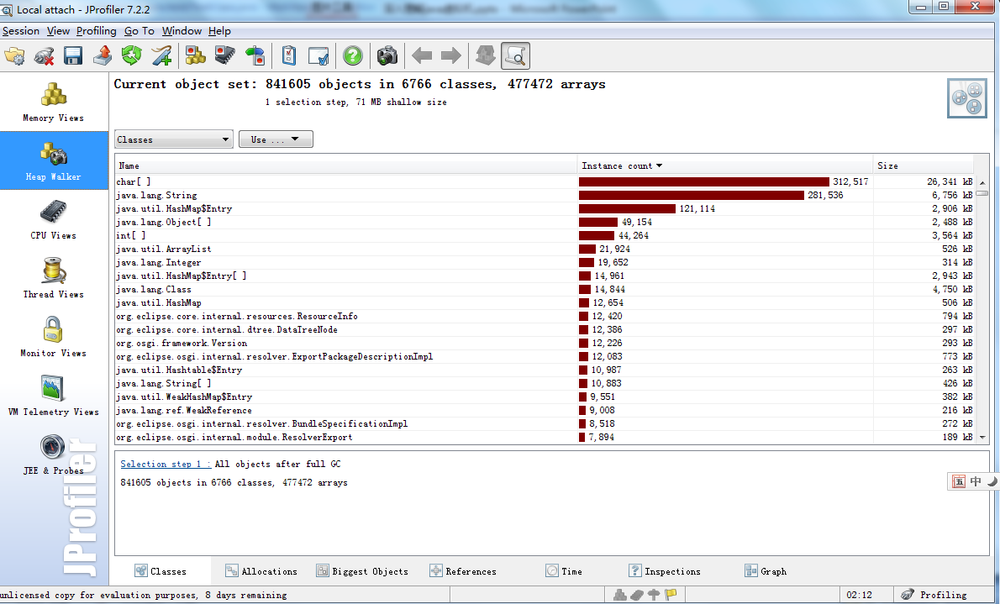 Local attach - JProfiler 7.2.2
Session View Profiling Go To Window Help
Current object set: 841605 objects in 6766 classes, 477472 arrays
1 selection step, 71 MB shallow size
Memory Views
Heap Walker
CPU Views
Thread Views
Monitor Views
VM Telemetry Views
JEE & Probes
JProfiler
Classes Use ...
Name Instance count Size
char[ ] 312,517 26,341 kB
java.lang.String 281,536 6,756 kB
java.util.HashMap$Entry 121,114 2,906 kB
java.lang.Object[ ] 49,154 2,488 kB
int[ ] 44,264 3,564 kB
java.util.ArrayList 21,924 526 kB
java.lang.Integer 19,652 314 kB
java.util.HashMap$Entry[ ] 14,961 2,943 kB
java.lang.Class 14,844 4,750 kB
java.util.HashMap 12,654 506 kB
org.eclipse.core.internal.resources.ResourceInfo 12,420 794 kB
org.eclipse.core.internal.dtree.DataTreeNode 12,386 297 kB
org.osgi.framework.Version 12,226 293 kB
org.eclipse.osgi.internal.resolver.ExportPackageDescriptionImpl 12,083 773 kB
java.util.Hashtable$Entry 10,987 263 kB
java.lang.String[ ] 10,883 426 kB
java.util.WeakHashMap$Entry 9,551 382 kB
java.lang.ref.WeakReference 9,008 216 kB
org.eclipse.osgi.internal.resolver.BundleSpecificationImpl 8,518 272 kB
org.eclipse.osgi.internal.module.ResolverExport 7,894 189 kB
Selection step 1 : All objects after full GC
841605 objects in 6766 classes, 477472 arrays
五 中
Classes Allocations Biggest Objects References Time Inspections Graph
unlicensed copy for evaluation purposes, 8 days remaining 02:12 Profiling